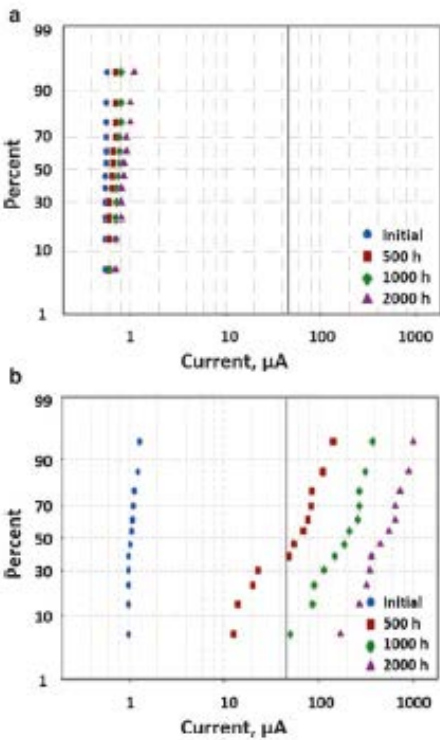 a
99
90
70
50
30
10
1
Percent
Initial
500 h
1000 h
2000 h
1 10 100 1000
Current, µA
b
99
90
70
50
30
10
1
Percent
Initial
500 h
1000 h
2000 h
1 10 100 1000
Current, µA